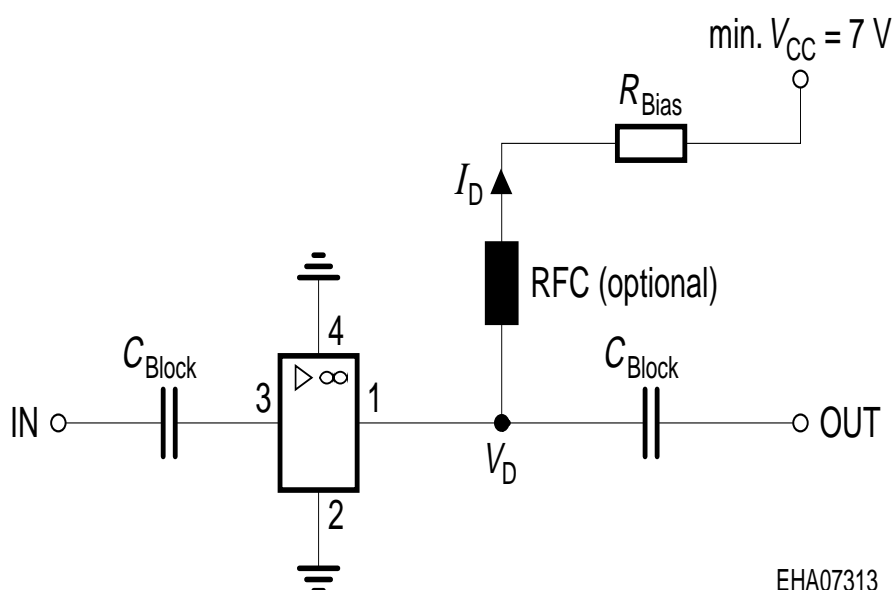 min. VCC = 7 V
RBias
ID
RFC (optional)
4
CBlock
CBlock
▷ ∞
3
1
IN
OUT
VD
2
EHA07313